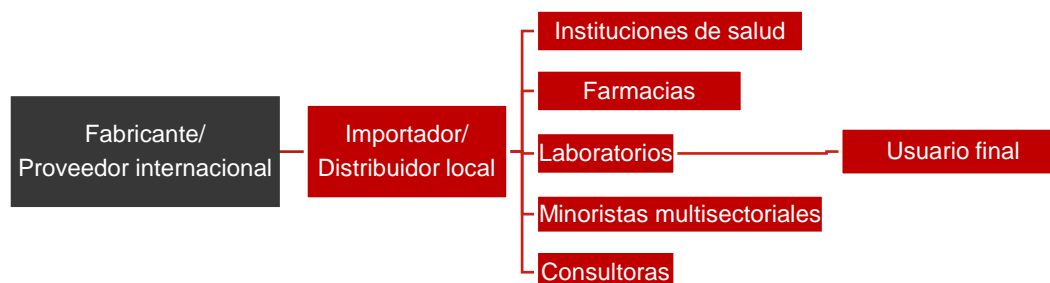 Fabricante/
Proveedor internacional
Importador/
Distribuidor local
Instituciones de salud
Farmacias
Laboratorios
Minoristas multisectoriales
Consultoras
Usuario final